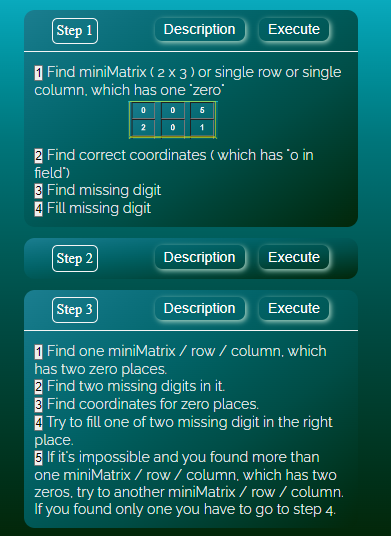 Step 1 Description Execute
1 Find miniMatrix ( 2 x 3 ) or single row or single
column, which has one "zero"
0 0 5
2 0 1
2 Find correct coordinates ( which has "o in
field")
3 Find missing digit
4 Fill missing digit
Step 2 Description Execute
Step 3 Description Execute
1 Find one miniMatrix / row / column, which
has two zero places.
2 Find two missing digits in it.
3 Find coordinates for zero places.
4 Try to fill one of two missing digit in the right
place.
5 If it's impossible and you found more than
one miniMatrix / row / column, which has two
zeros, try to another miniMatrix / row / column.
If you found only one you have to go to step 4.